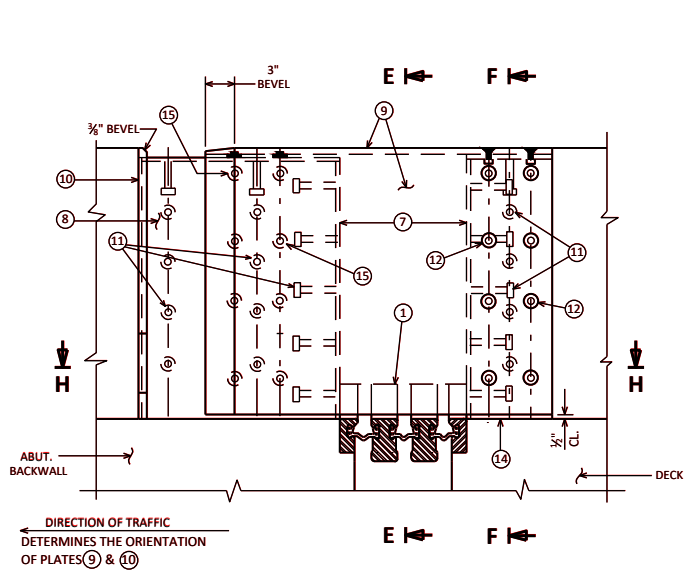 E
F
3"
BEVEL
15
9
⅜" BEVEL
10
8
7
11
12
11
15
12
1
H
H
½"
CL.
14
ABUT.
BACKWALL
DECK
DIRECTION OF TRAFFIC
DETERMINES THE ORIENTATION
OF PLATES 9 & 10
E
F